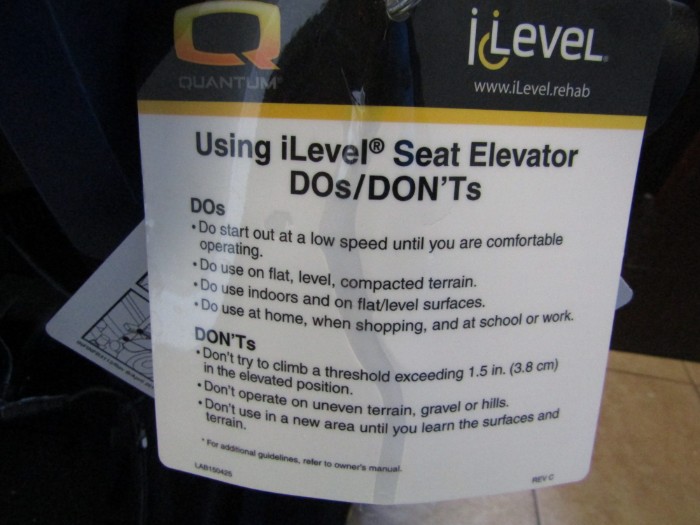 QUANTUM®
iLeveL®
www.iLevel.rehab
Using iLevel® Seat Elevator
DOs/DON'Ts
DOs
•Do start out at a low speed until you are comfortable
operating.
•Do use on flat, level, compacted terrain.
•Do use indoors and on flat/level surfaces.
•Do use at home, when shopping, and at school or work.
DON'Ts
•Don't try to climb a threshold exceeding 1.5 in. (3.8 cm)
in the elevated position.
•Don't operate on uneven terrain, gravel or hills.
•Don't use in a new area until you learn the surfaces and
terrain.
* For additional guidelines, refer to owner's manual.
LAB150425
REV C